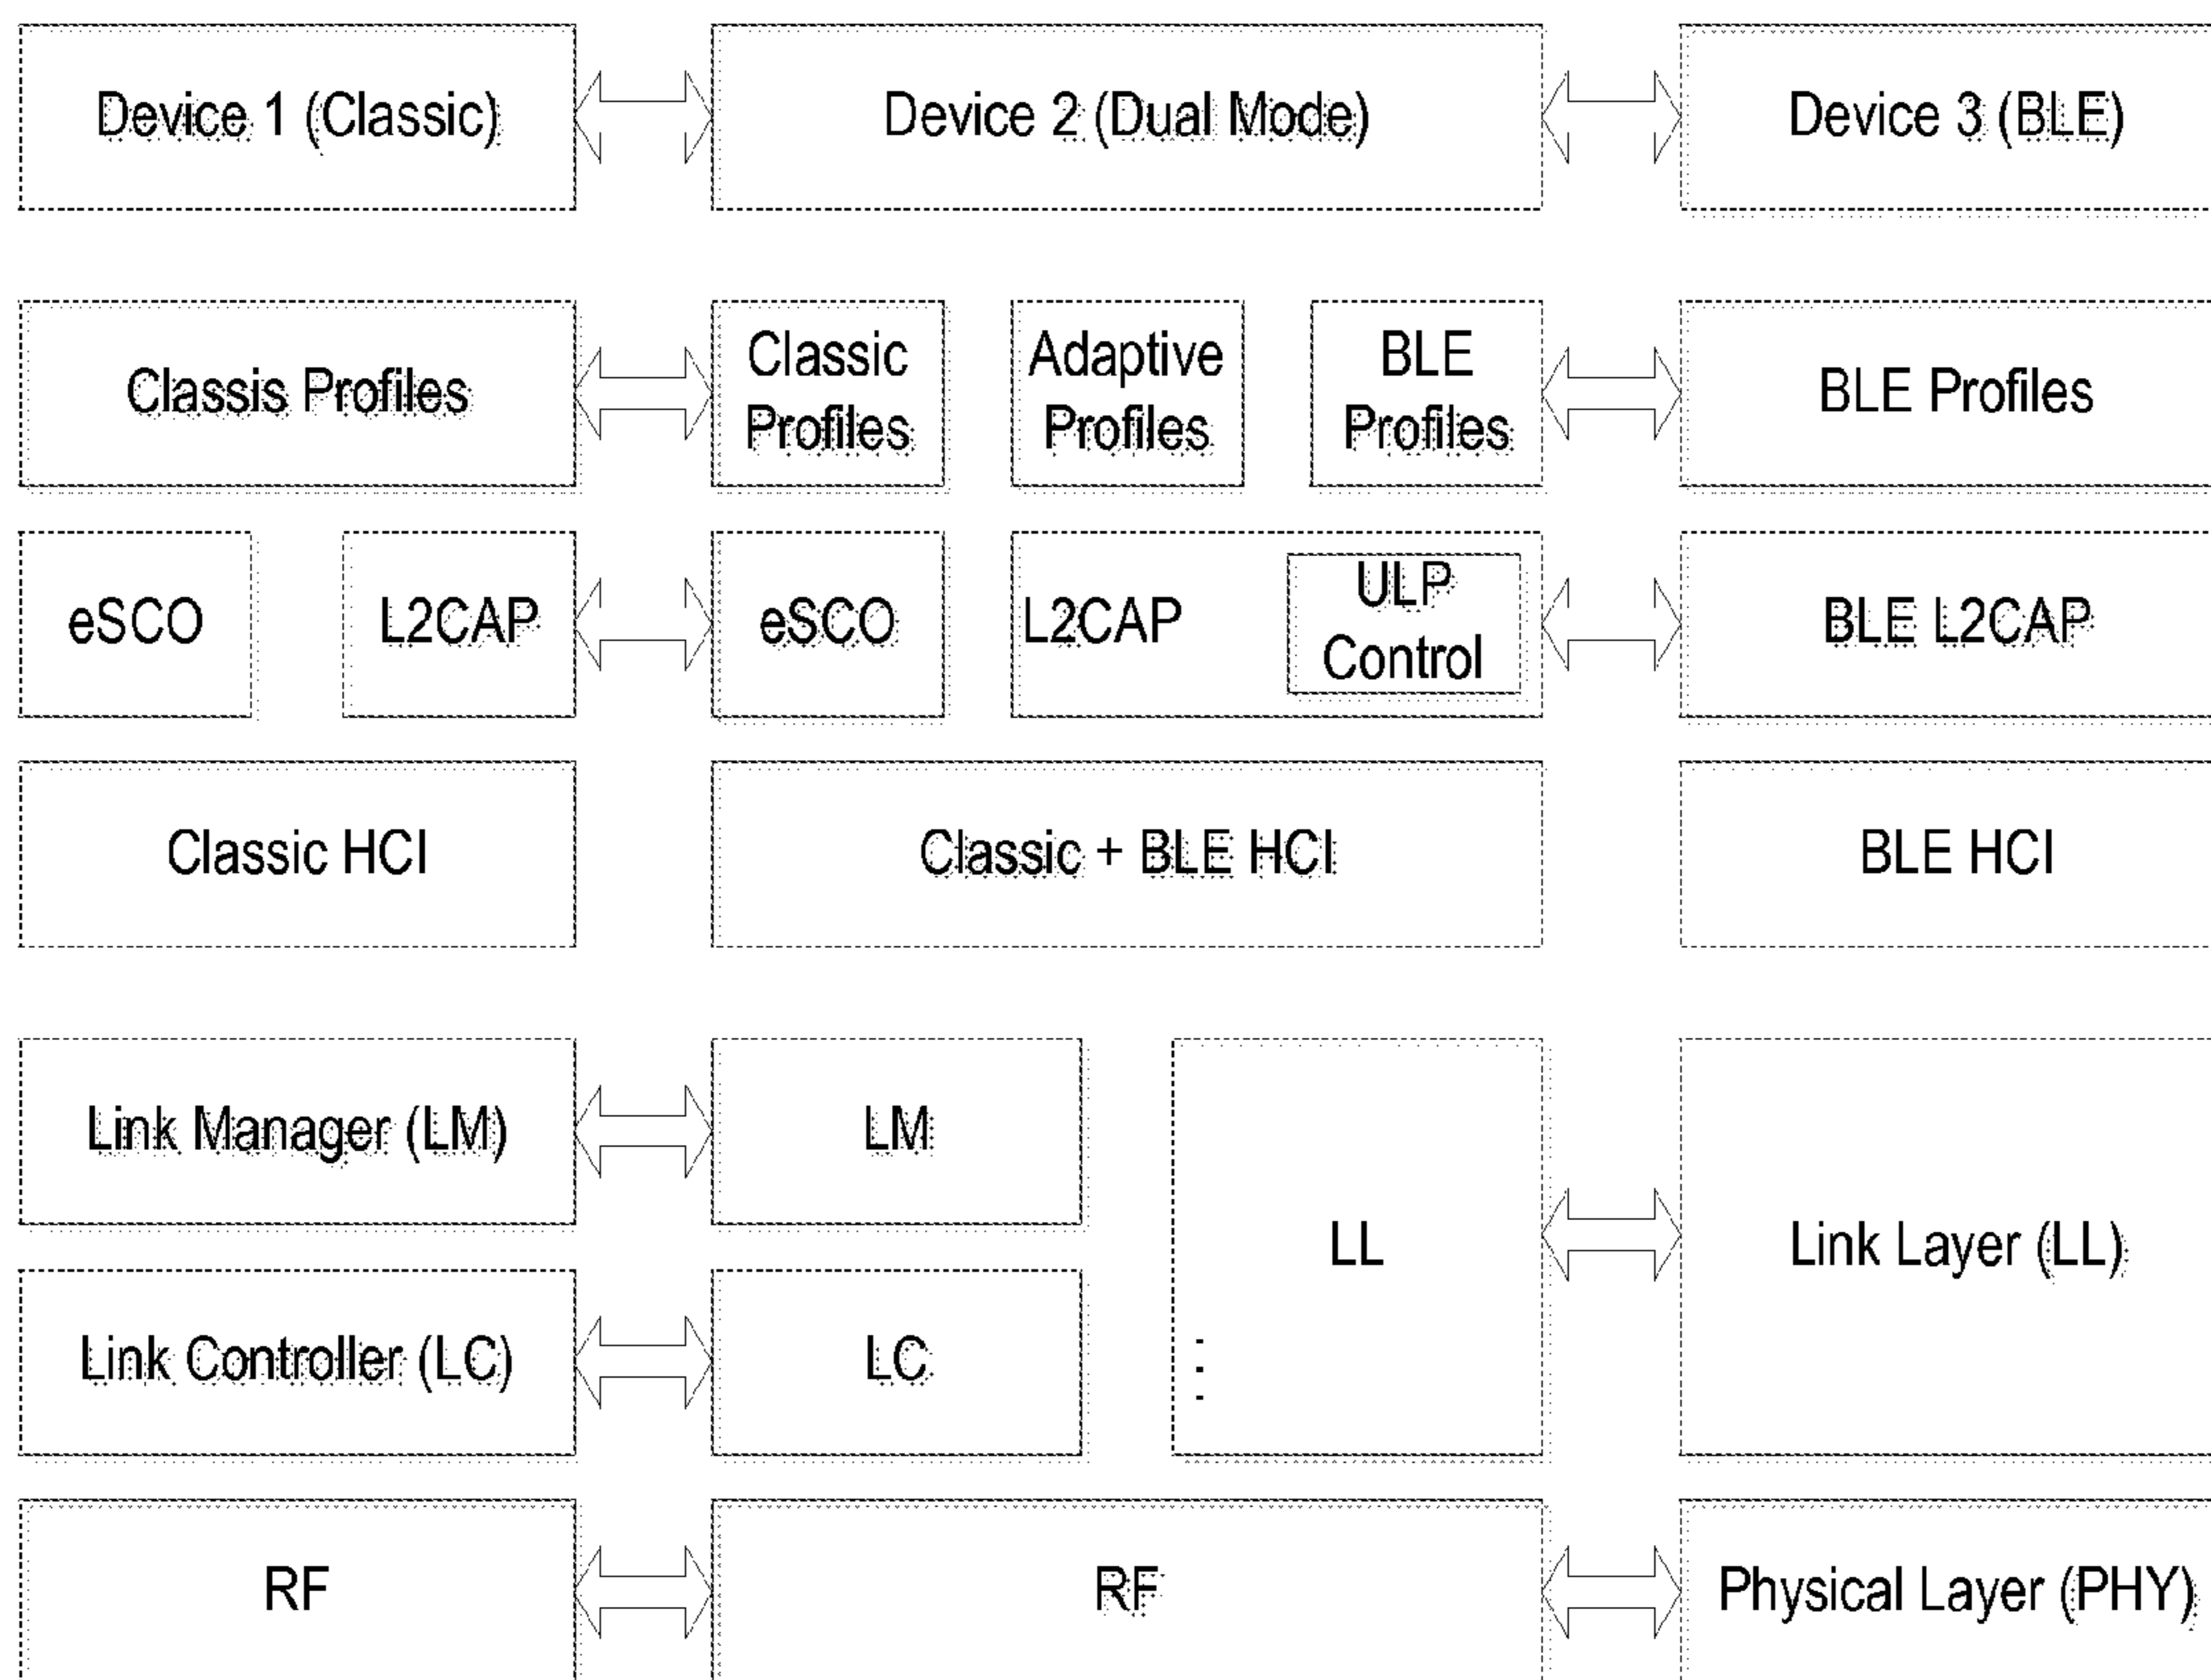 Device 1 (Classic)
Device 2 (Dual Mode)
Device 3 (BLE)
Classis Profiles
Classic
Profiles
Adaptive
Profiles
BLE
Profiles
BLE Profiles
eSCO
L2CAP
eSCO
L2CAP
ULP
Control
BLE L2CAP
Classic HCI
Classic + BLE HCI
BLE HCI
Link Manager (LM)
LM
LL
Link Layer (LL)
Link Controller (LC)
LC
RF
RF
Physical Layer (PHY)